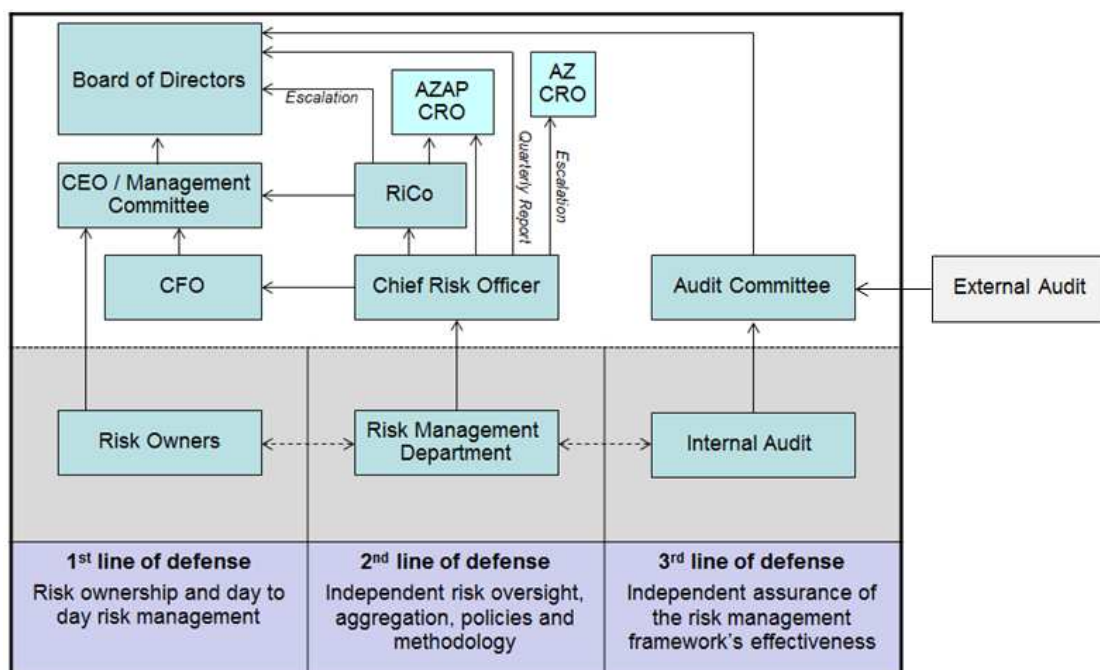 Board of Directors
Escalation
AZAP
CRO
AZ
CRO
Quarterly Report
Escalation
CEO / Management
Committee
RiCo
CFO
Chief Risk Officer
Audit Committee
External Audit
Risk Owners
Risk Management
Department
Internal Audit
1st line of defense
Risk ownership and day to
day risk management
2nd line of defense
Independent risk oversight,
aggregation, policies and
methodology
3rd line of defense
Independent assurance of
the risk management
framework's effectiveness